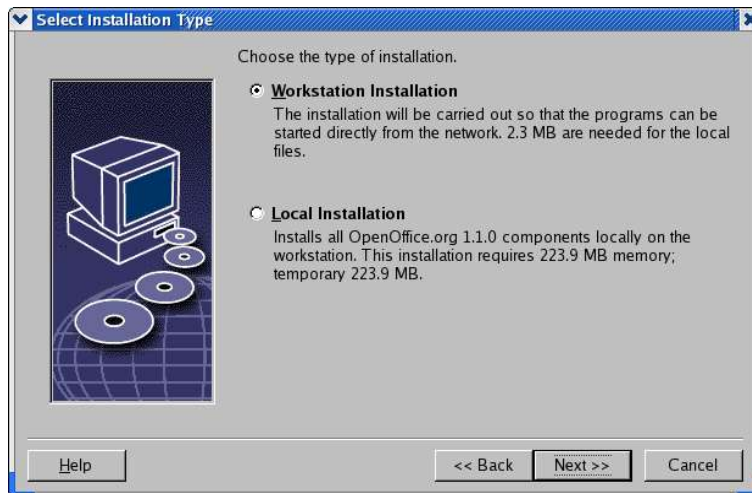 Select Installation Type
Choose the type of installation.
Workstation Installation
The installation will be carried out so that the programs can be
started directly from the network. 2.3 MB are needed for the local
files.
Local Installation
Installs all OpenOffice.org 1.1.0 components locally on the
workstation. This installation requires 223.9 MB memory;
temporary 223.9 MB.
Help
<< Back
Next >>
Cancel